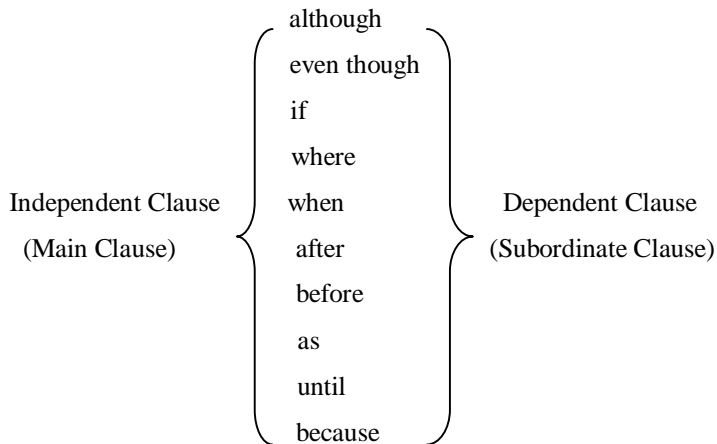 although
even though
if
where
Independent Clause when Dependent Clause
(Main Clause) after (Subordinate Clause)
before
as
until
because